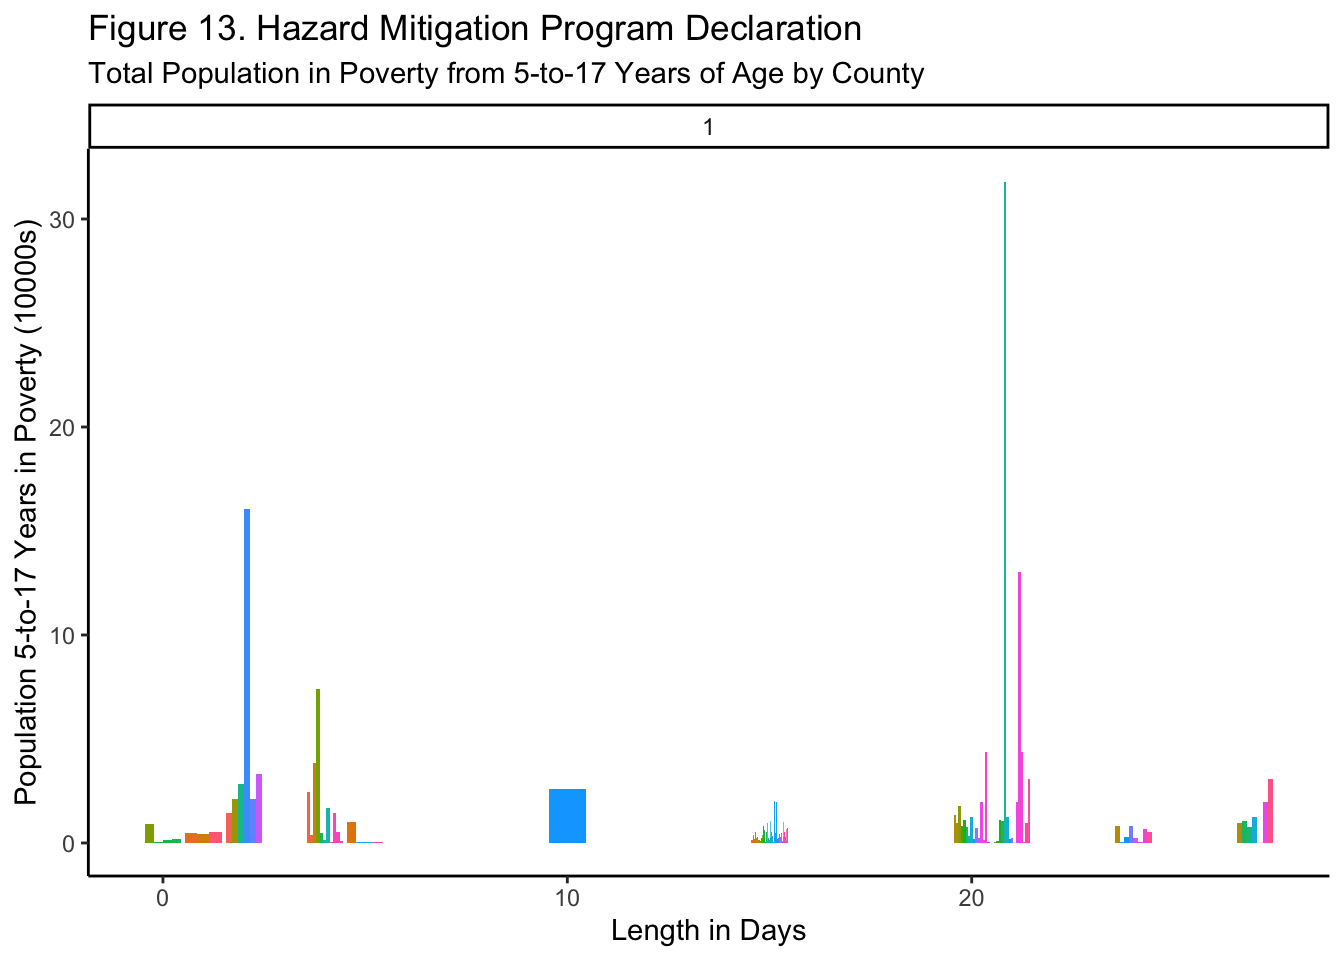 Figure 13. Hazard Mitigation Program Declaration
Total Population in Poverty from 5-to-17 Years of Age by County
1
Population 5-to-17 Years in Poverty (10000s)
30
20
10
0
0 10 20
Length in Days